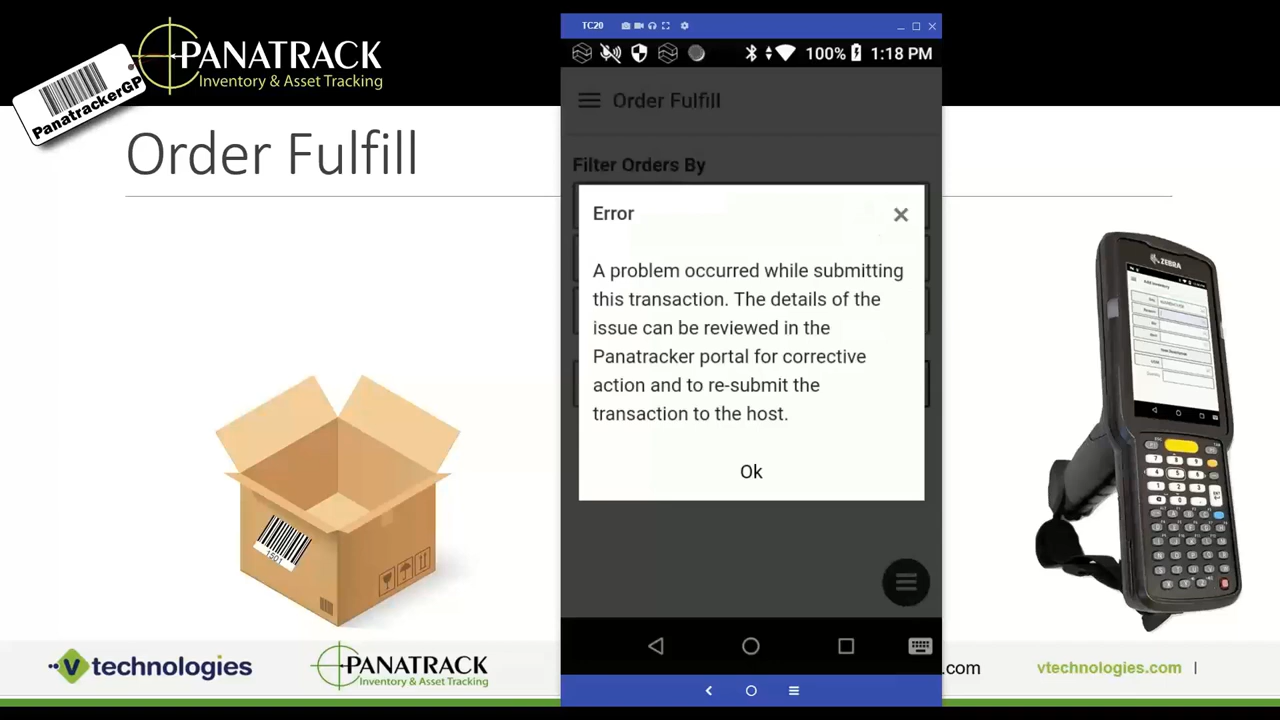 PANATRACK
Inventory & Asset Tracking
PanatrackerGP
Order Fulfill
TC20
100% 1:18 PM
Order Fulfill
Filter Orders By
Error
A problem occurred while submitting
this transaction. The details of the
issue can be reviewed in the
Panatracker portal for corrective
action and to re-submit the
transaction to the host.
Ok
1501
ZEBRA
Vtechnologies
PANATRACK
Inventory & Asset Tracking
.com
vtechnologies.com |